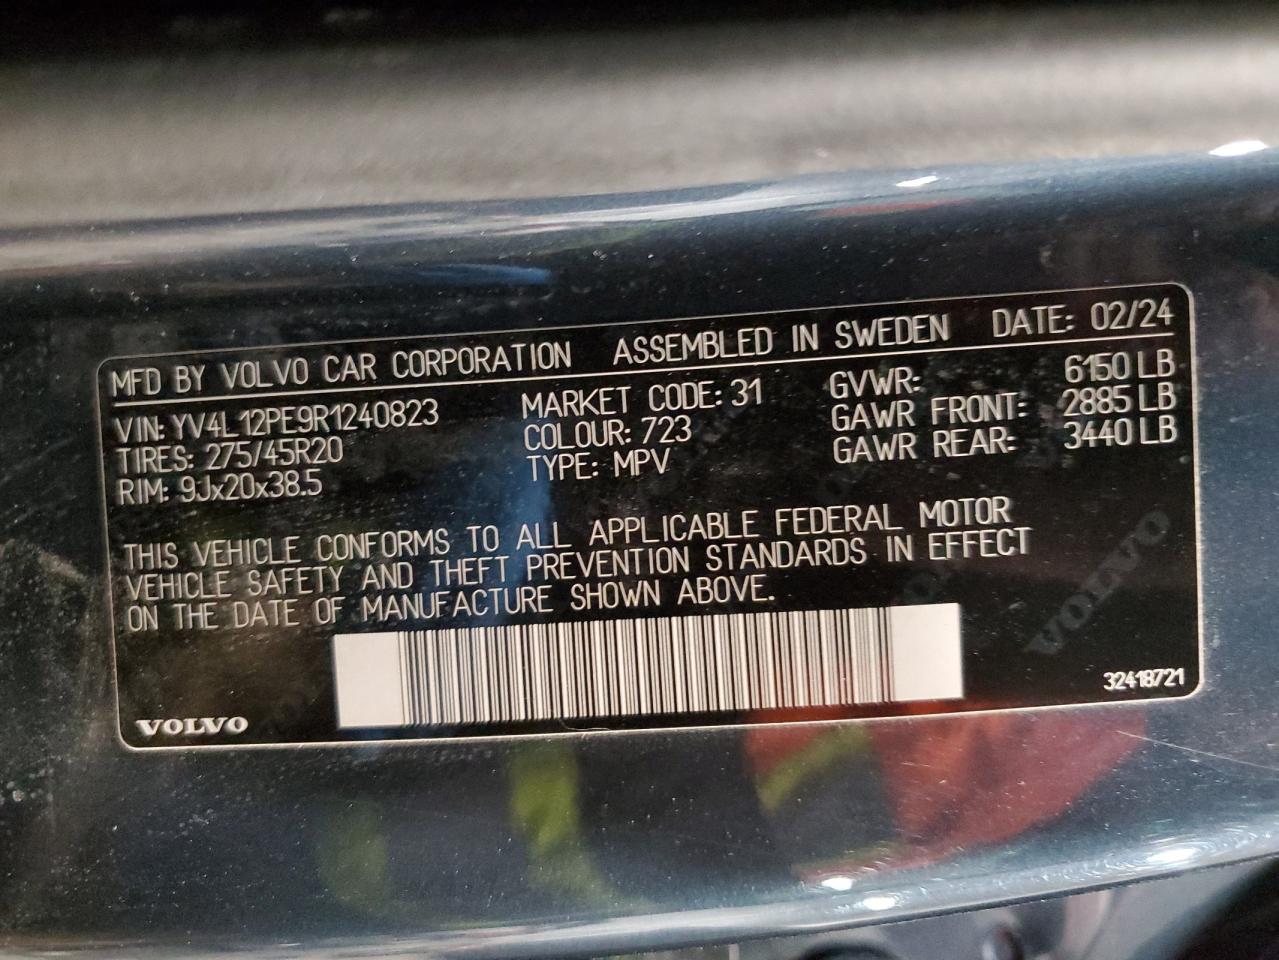 MFD BY VOLVO CAR CORPORATION ASSEMBLED IN SWEDEN DATE: 02/24
VIN: YV4L12PE9R1240823 MARKET CODE: 31 GVWR: 6150 LB
TIRES: 275/45R20 COLOUR: 723 GAWR FRONT: 2885 LB
RIM: 9Jx20x38.5 TYPE: MPV GAWR REAR: 3440 LB
THIS VEHICLE CONFORMS TO ALL APPLICABLE FEDERAL MOTOR
VEHICLE SAFETY AND THEFT PREVENTION STANDARDS IN EFFECT
ON THE DATE OF MANUFACTURE SHOWN ABOVE.
VOLVO
32418721
VOLVO